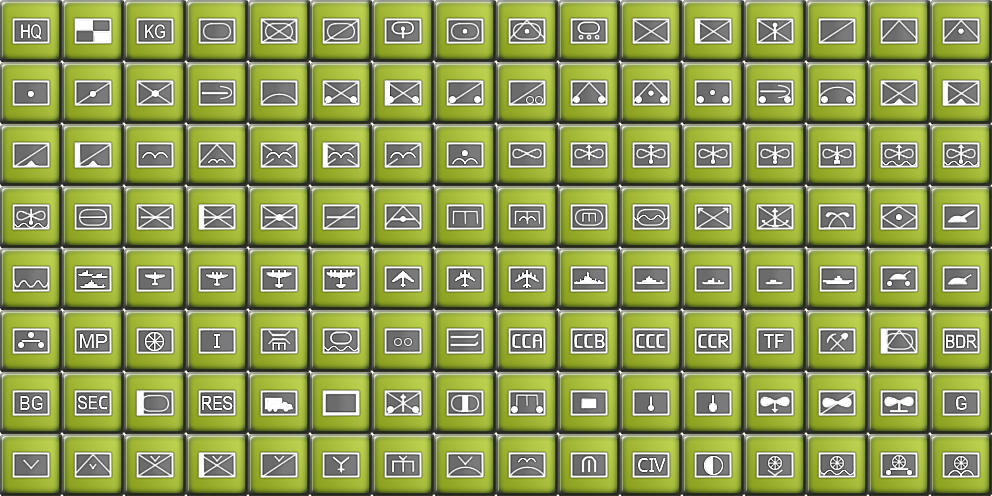 HQ KG
MP I CCA CCB CCC CCR TF BDR
BG SEC RES G
CIV